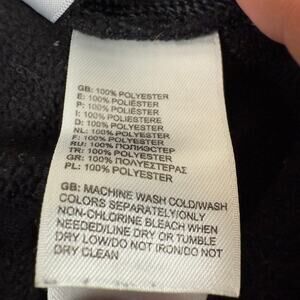 GB: 100% POLYESTER
E: 100% POLIÉSTER
P: 100% POLIÉSTER
I: 100% POLIESTERE
D: 100% POLYESTER
NL: 100% POLYESTER
F: 100% POLYESTER
RU: 100% ПОЛИЭСТЕР
TR: 100% POLYESTER
GR: 100% ΠΟΛΥΕΣΤΕΡΑΣ
PL: 100% POLYESTER
GB: MACHINE WASH COLD/WASH
COLORS SEPARATELY/ONLY
NON-CHLORINE BLEACH WHEN
NEEDED/LINE DRY OR TUMBLE
DRY LOW/DO NOT IRON/DO NOT
DRY CLEAN